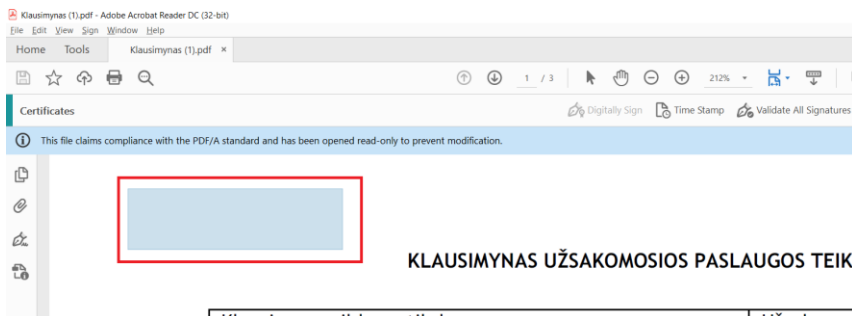 Klausimynas (1).pdf - Adobe Acrobat Reader DC (32-bit)
File Edit View Sign Window Help
Home Tools Klausimynas (1).pdf ×
1 / 3 212%
Certificates Digitally Sign Time Stamp Validate All Signatures
This file claims compliance with the PDF/A standard and has been opened read-only to prevent modification.
KLAUSIMYNAS UŽSAKOMOSIOS PASLAUGOS TEIK